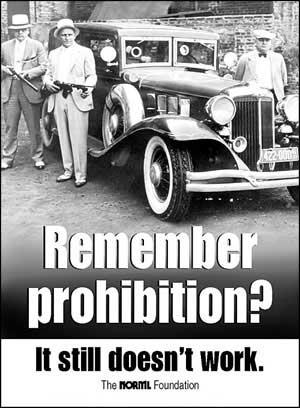 Remember
prohibition?
It still doesn't work.
The NORML Foundation